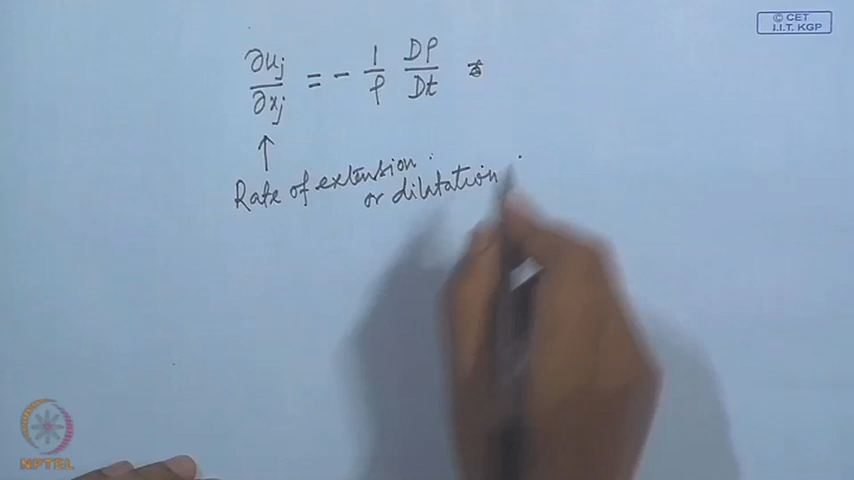 © CET
I.I.T. KGP
∂uj/∂xj = - 1/ρ Dρ/Dt
↑
Rate of extension
or dilatation
NPTEL